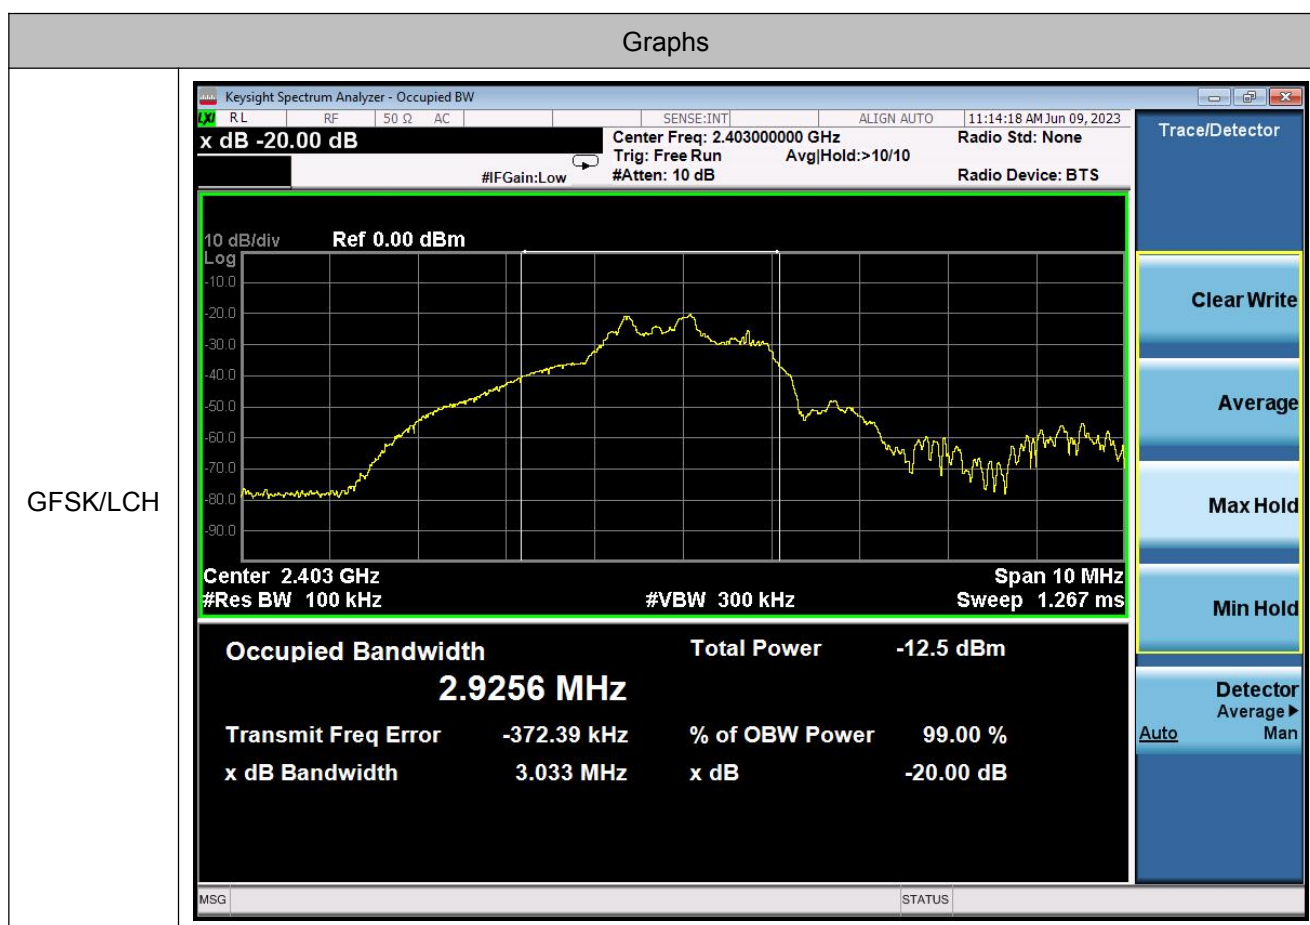 Graphs
GFSK/LCH
Keysight Spectrum Analyzer - Occupied BW
LXI RL RF 50 Ω AC SENSE:INT ALIGN AUTO 11:14:18 AM Jun 09, 2023
x dB -20.00 dB Center Freq: 2.403000000 GHz Radio Std: None
Trig: Free Run Avg|Hold:>10/10
#IFGain:Low #Atten: 10 dB Radio Device: BTS
10 dB/div Ref 0.00 dBm
Log
-10.0
-20.0
-30.0
-40.0
-50.0
-60.0
-70.0
-80.0
-90.0
Center 2.403 GHz Span 10 MHz
#Res BW 100 kHz #VBW 300 kHz Sweep 1.267 ms
Occupied Bandwidth Total Power -12.5 dBm
2.9256 MHz
Transmit Freq Error -372.39 kHz % of OBW Power 99.00 %
x dB Bandwidth 3.033 MHz x dB -20.00 dB
Trace/Detector
Clear Write
Average
Max Hold
Min Hold
Detector
Average▶
Auto Man
MSG STATUS